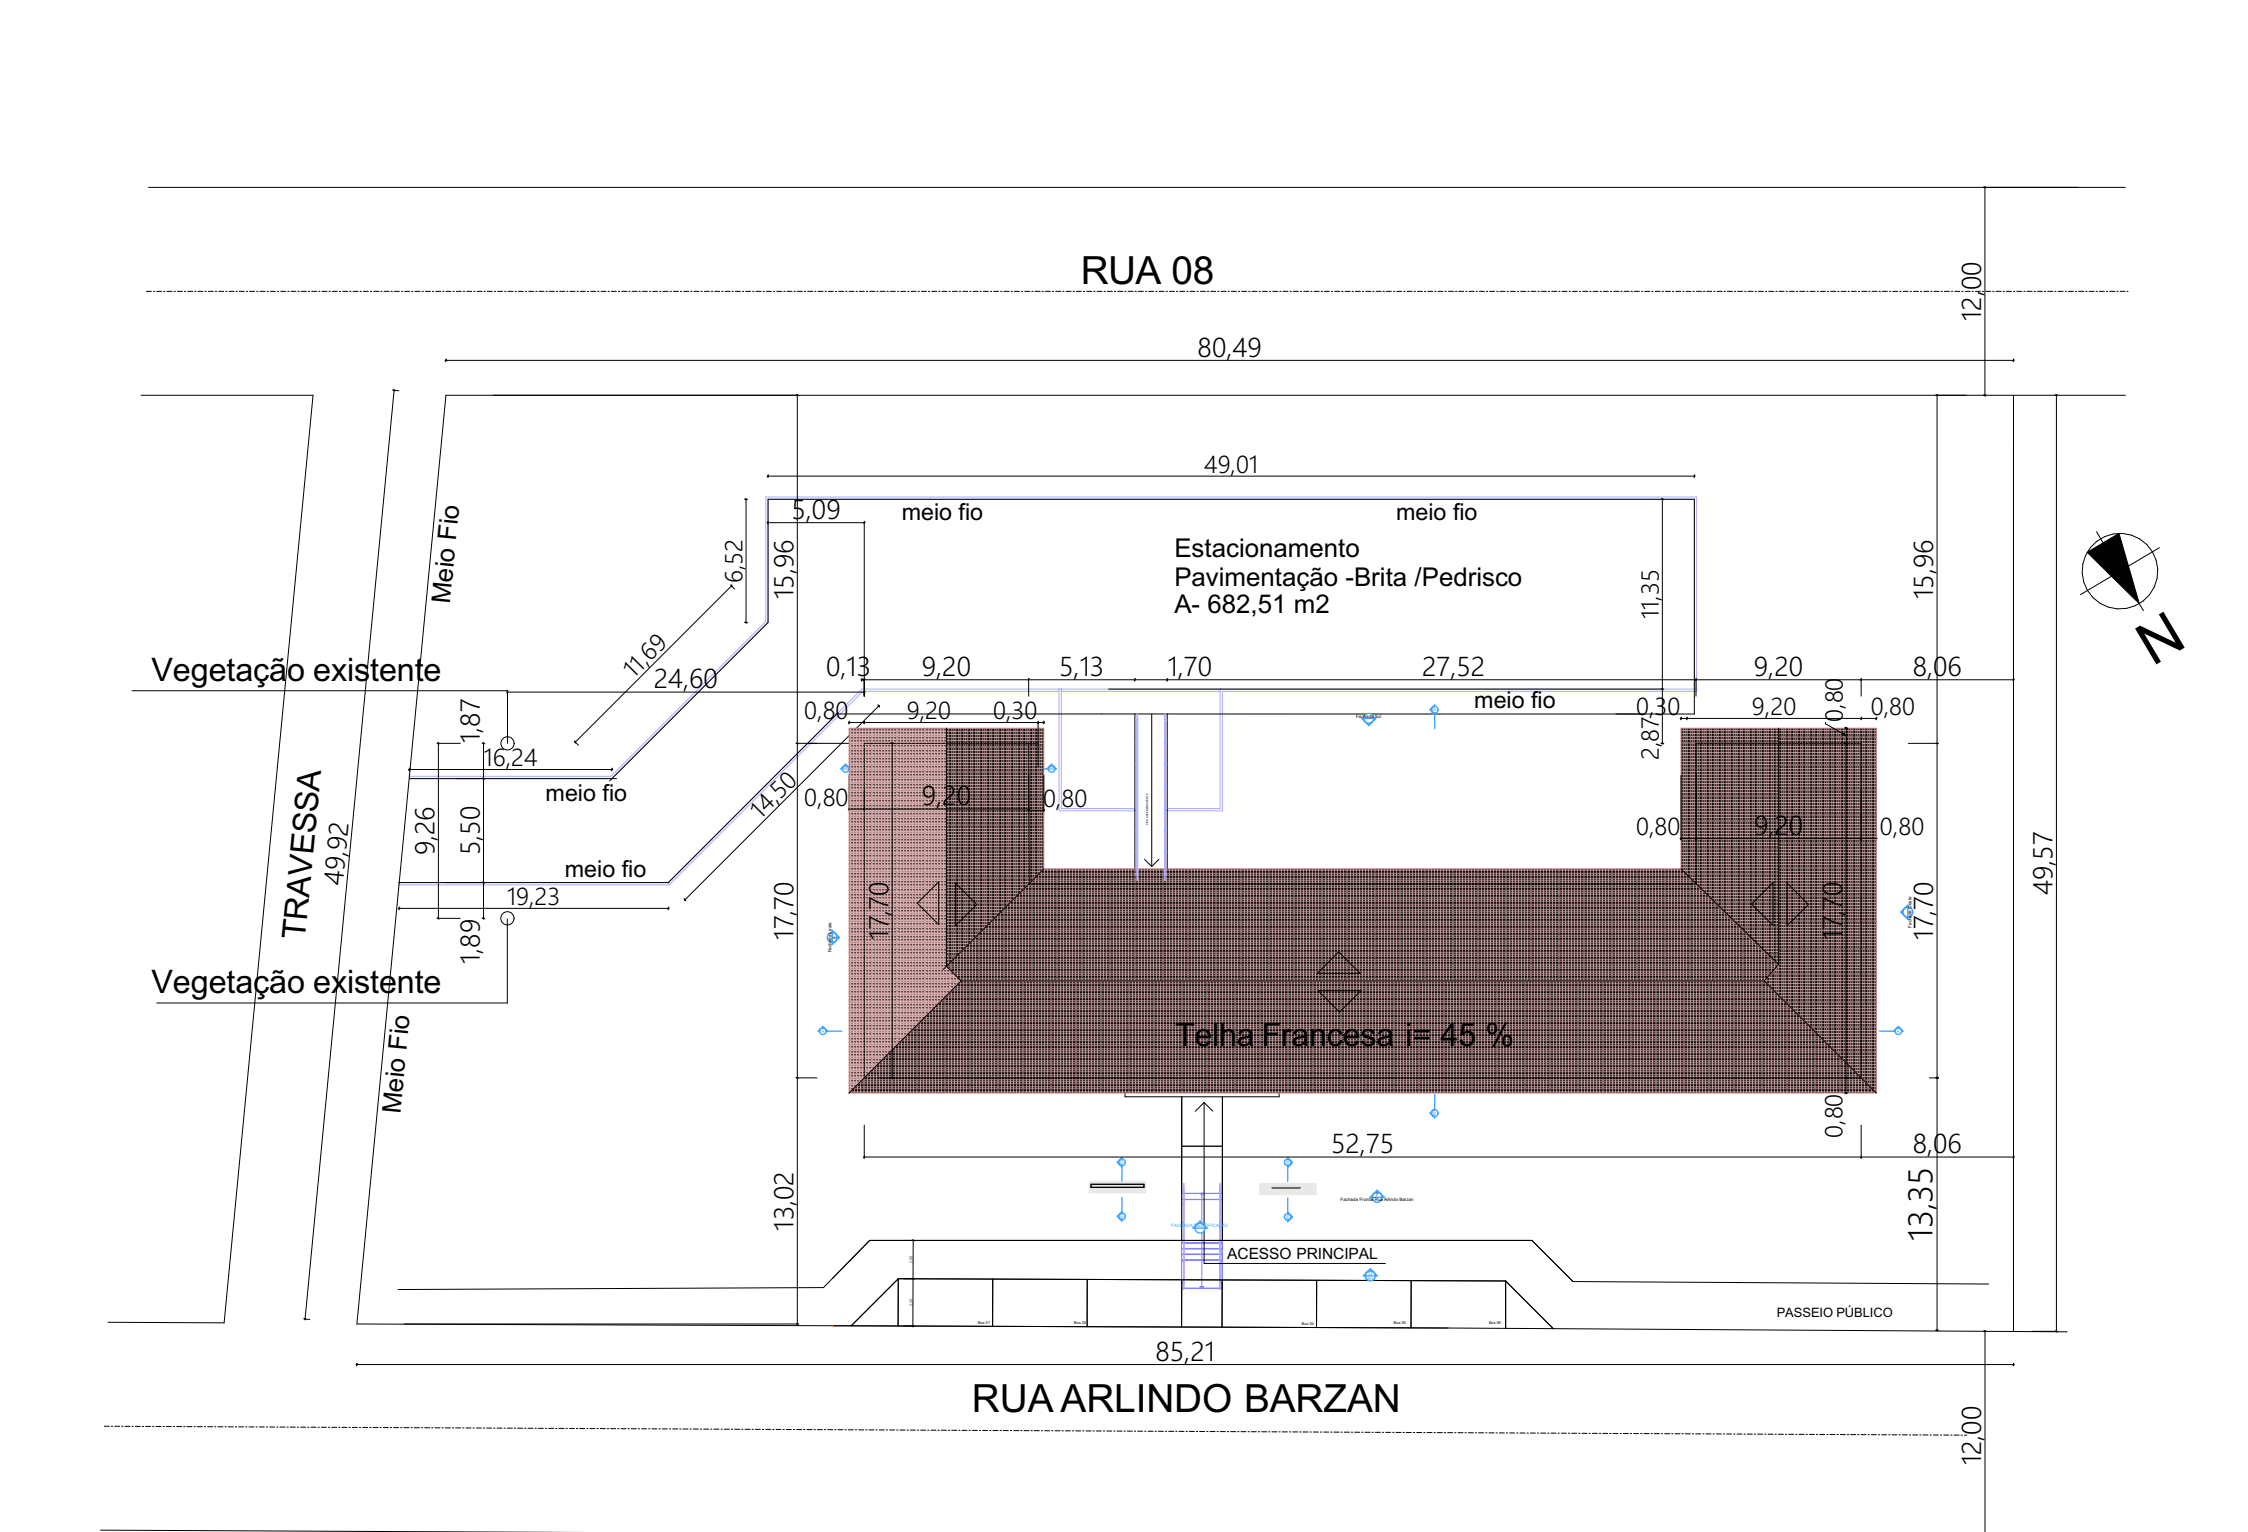 RUA 08
12,00
80,49
49,01
5,09
meio fio
meio fio
Meio Fio
6,52
15,96
Estacionamento
Pavimentação -Brita /Pedrisco
A- 682,51 m2
11,35
15,96
N
11,69
24,60
Vegetação existente
0,13
9,20
5,13
1,70
27,52
9,20
8,06
meio fio
1,87
0,80
9,20
0,30
0,30
9,20
0,80
0,80
2,87
16,24
meio fio
14,50
0,80
9,20
0,80
0,80
9,20
0,80
TRAVESSA
49,92
9,26
5,50
meio fio
19,23
1,89
17,70
17,70
17,70
17,70
49,57
Vegetação existente
Meio Fio
Telha Francesa i= 45 %
0,80
52,75
8,06
13,02
13,35
Fachada Frontal Rua Arlindo Barzan
ACESSO PRINCIPAL
PASSEIO PÚBLICO
85,21
RUA ARLINDO BARZAN
12,00